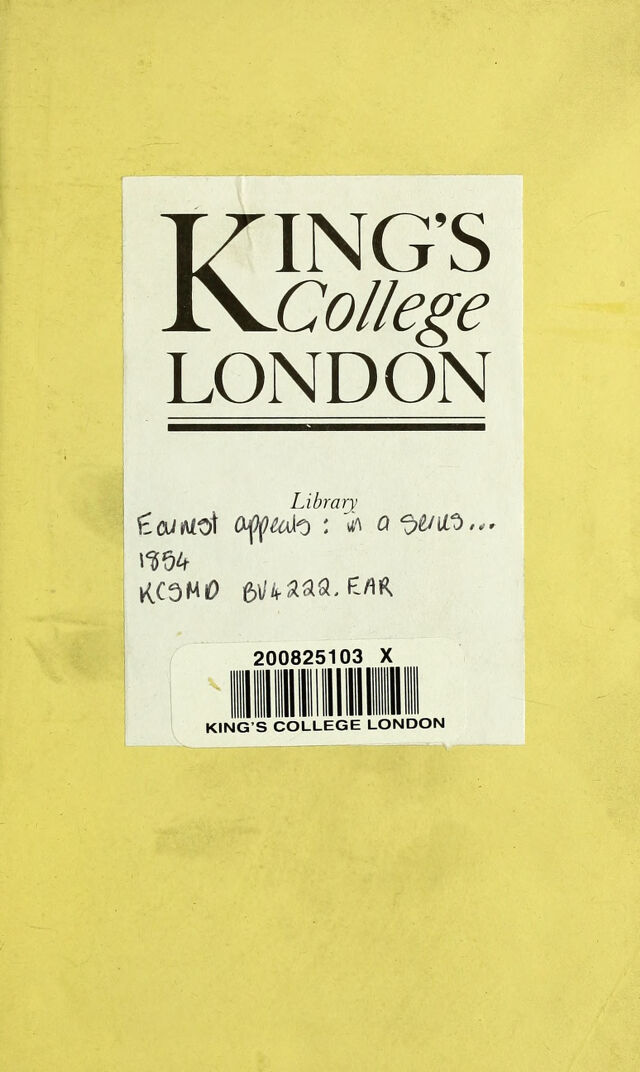 KING'S
College
LONDON
Library
Earnest appeals : in a series...
1854
KCSMD BV4222. EAR
200825103 X
KING'S COLLEGE LONDON